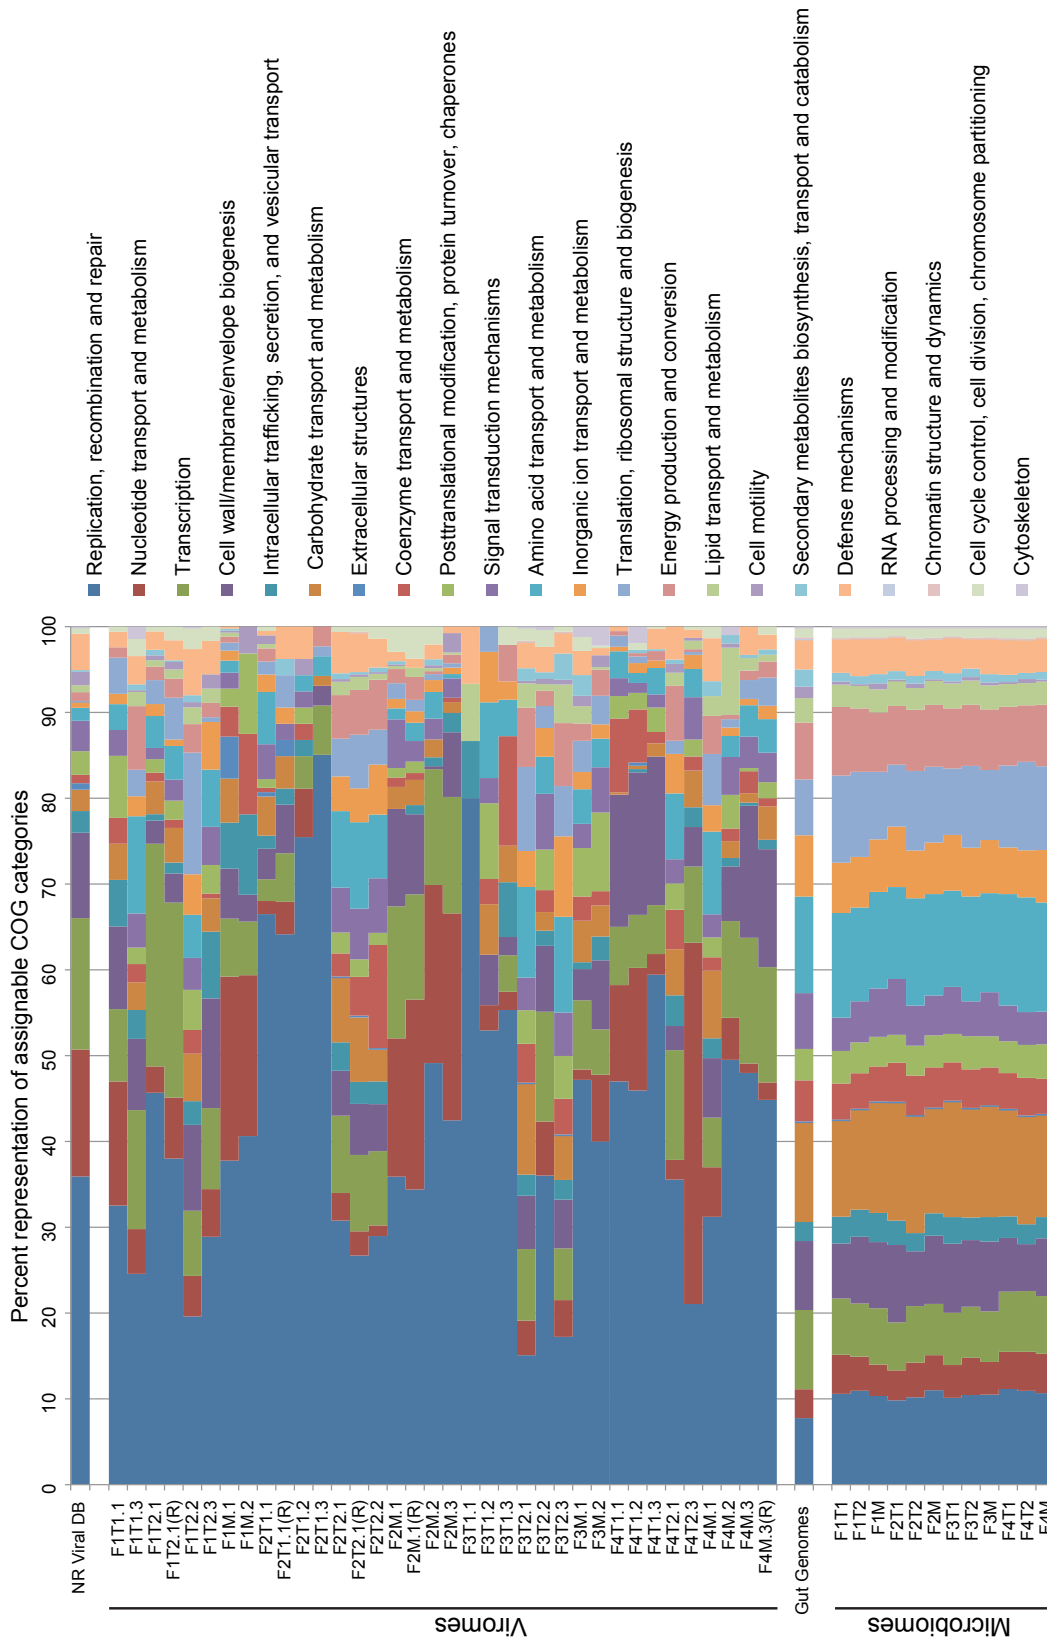 Percent representation of assignable COG categories
0
10
20
30
40
50
60
70
80
90
100
NR Viral DB
F1T1.1
F1T1.3
F1T2.1
F1T2.1(R)
F1T2.2
F1T2.3
F1M.1
F1M.2
F2T1.1
F2T1.1(R)
F2T1.2
F2T1.3
F2T2.1
F2T2.1(R)
F2T2.2
F2M.1
F2M.1(R)
F2M.2
F2M.3
F3T1.1
F3T1.2
F3T1.3
F3T2.1
F3T2.2
F3T2.3
F3M.1
F3M.2
F4T1.1
F4T1.2
F4T1.3
F4T2.1
F4T2.3
F4M.1
F4M.2
F4M.3
F4M.3(R)
Gut Genomes
F1T1
F1T2
F1M
F2T1
F2T2
F2M
F3T1
F3T2
F3M
F4T1
F4T2
F4M
Viromes
Microbiomes
Replication, recombination and repair
Nucleotide transport and metabolism
Transcription
Cell wall/membrane/envelope biogenesis
Intracellular trafficking, secretion, and vesicular transport
Carbohydrate transport and metabolism
Extracellular structures
Coenzyme transport and metabolism
Posttranslational modification, protein turnover, chaperones
Signal transduction mechanisms
Amino acid transport and metabolism
Inorganic ion transport and metabolism
Translation, ribosomal structure and biogenesis
Energy production and conversion
Lipid transport and metabolism
Cell motility
Secondary metabolites biosynthesis, transport and catabolism
Defense mechanisms
RNA processing and modification
Chromatin structure and dynamics
Cell cycle control, cell division, chromosome partitioning
Cytoskeleton